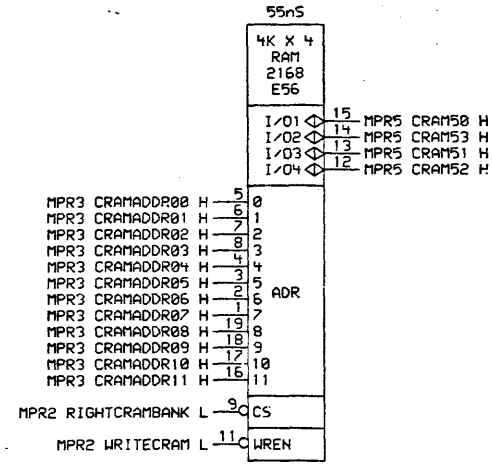 55nS
4K X 4
RAM
2168
E56
I/O1 15 MPR5 CRAM50 H
I/O2 14 MPR5 CRAM53 H
I/O3 13 MPR5 CRAM51 H
I/O4 12 MPR5 CRAM52 H
MPR3 CRAMADDR00 H 5 0
MPR3 CRAMADDR01 H 6 1
MPR3 CRAMADDR02 H 7 2
MPR3 CRAMADDR03 H 8 3
MPR3 CRAMADDR04 H 4 4
MPR3 CRAMADDR05 H 3 5
ADR
MPR3 CRAMADDR06 H 2 6
MPR3 CRAMADDR07 H 1 7
MPR3 CRAMADDR08 H 19 8
MPR3 CRAMADDR09 H 18 9
MPR3 CRAMADDR10 H 17 10
MPR3 CRAMADDR11 H 16 11
MPR2 RIGHTCRAMBANK L 9 CS
MPR2 WRITECRAM L 11 WREN